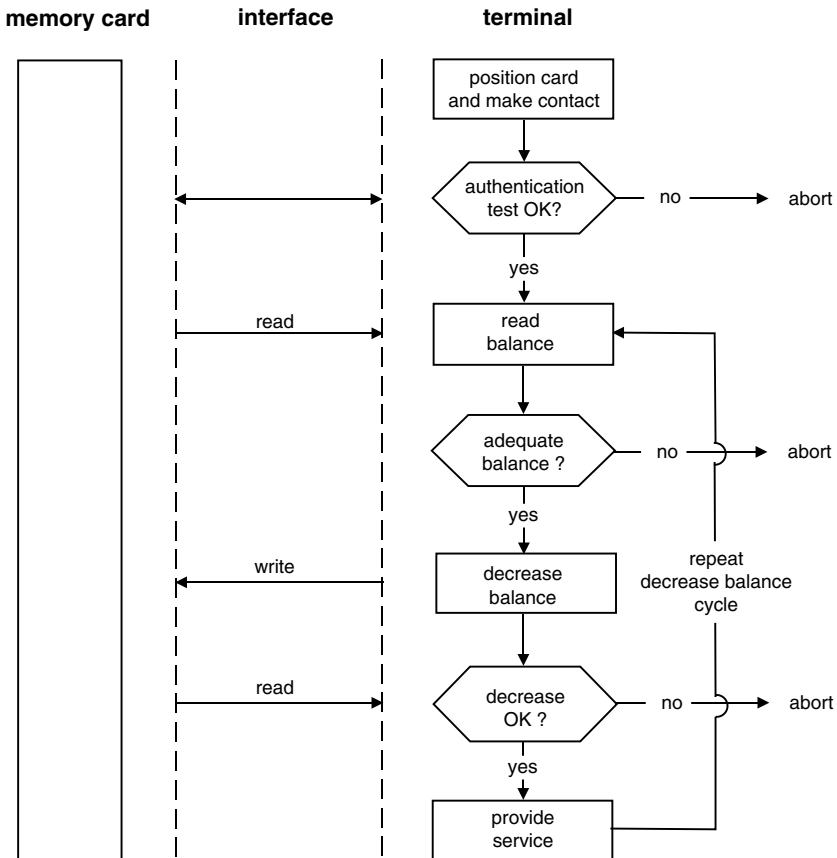 memory card interface terminal
position card
and make contact
authentication
test OK?
no
abort
yes
read
read
balance
adequate
balance ?
no
abort
yes
write
decrease
balance
repeat
decrease balance
cycle
read
decrease
OK ?
no
abort
yes
provide
service